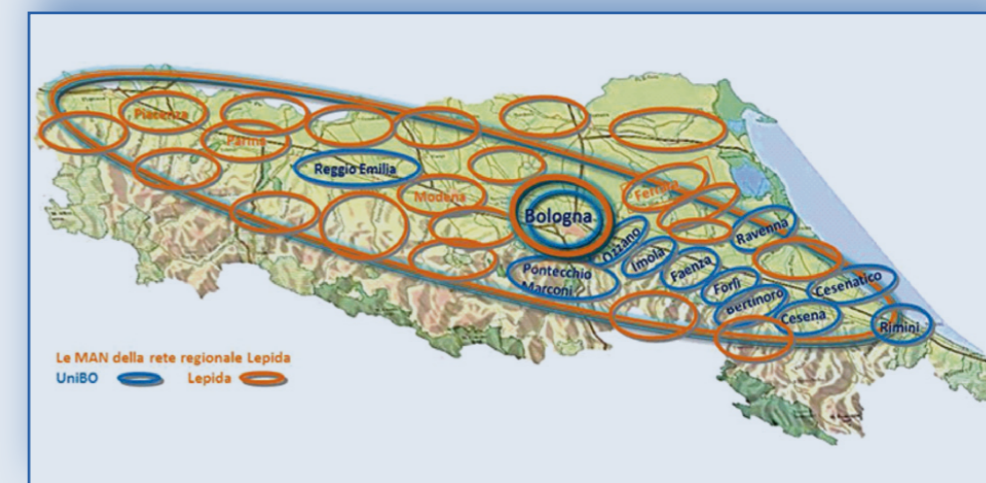 Piacenza
Parma
Reggio Emilia
Modena
Ferrara
Bologna
Ozzano
Imola
Faenza
Forlì
Bertinoro
Cesena
Ravenna
Cesenatico
Rimini
Pontecchio
Marconi
Le MAN della rete regionale Lepida
UniBO
Lepida